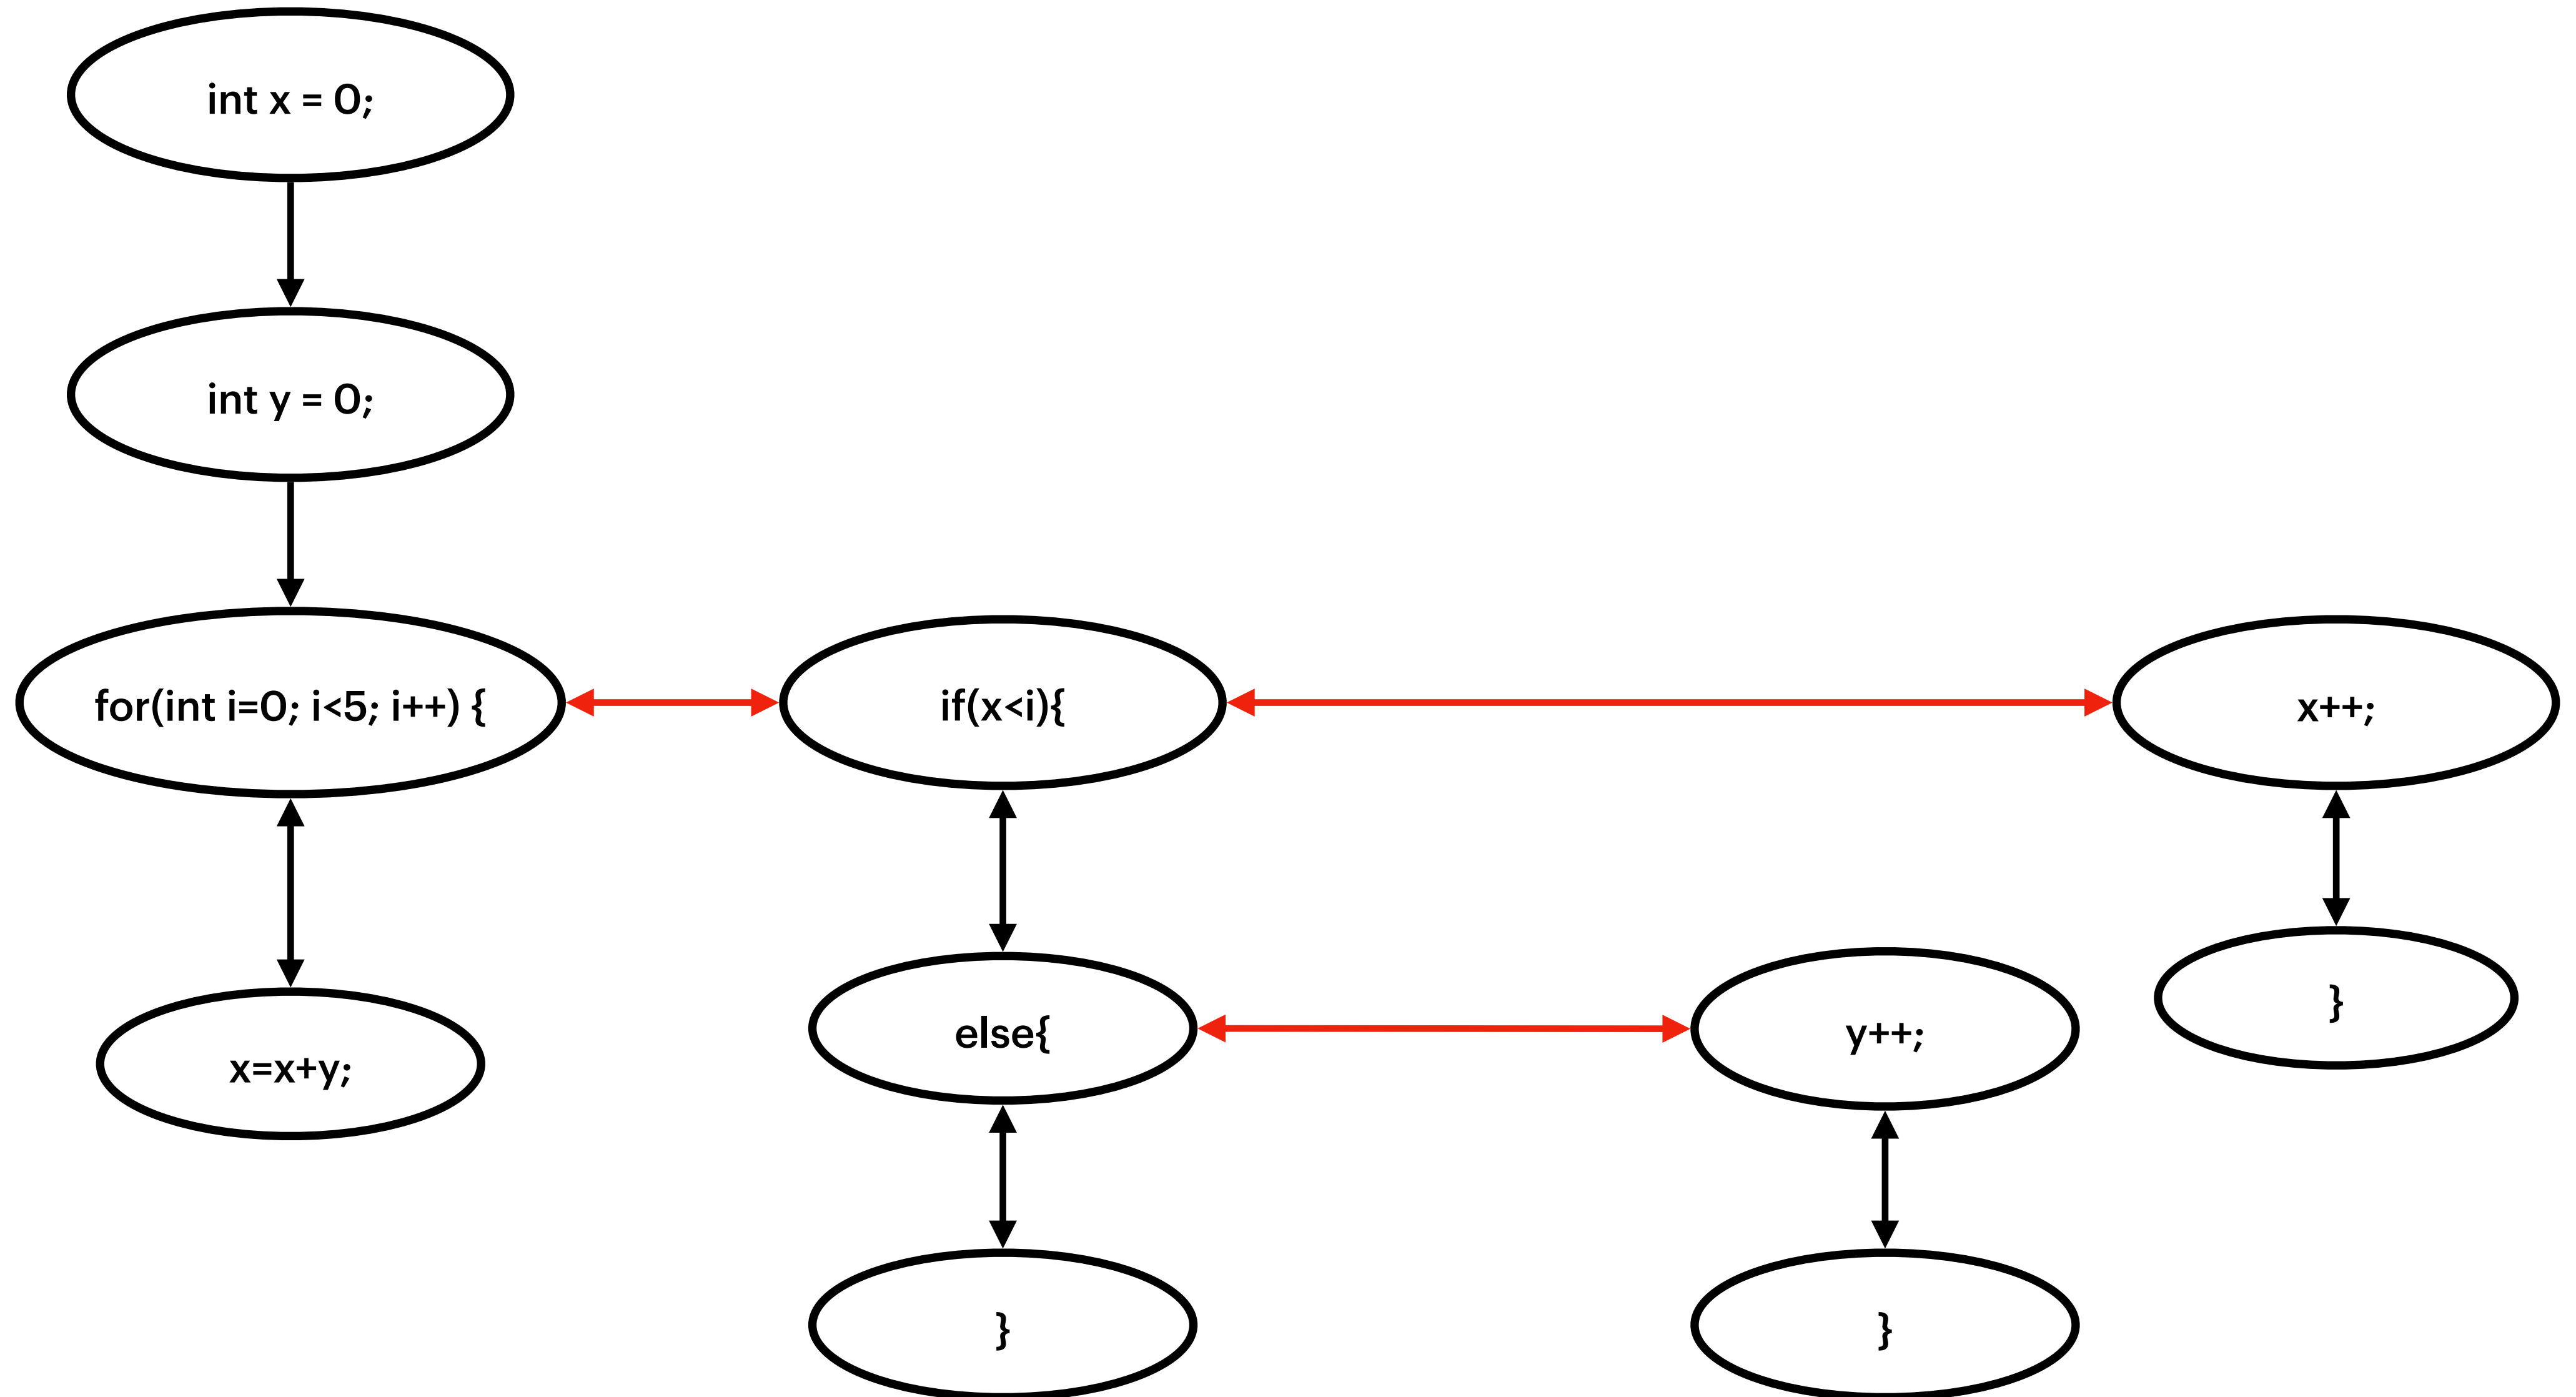 int x = 0;
int y = 0;
for(int i=0; i<5; i++) {
if(x<i){
x++;
}
else{
y++;
}
}
x=x+y;